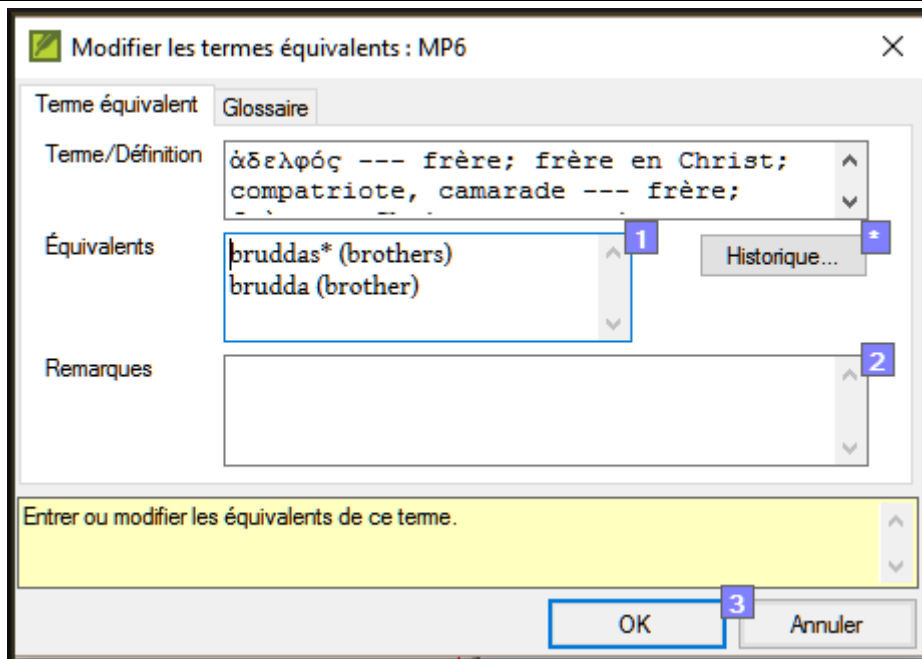 Modifier les termes équivalents : MP6
Terme équivalent
Glossaire
Terme/Définition
ἀδελφός --- frère; frère en Christ;
compatriote, camarade --- frère;
Équivalents
1
bruddas* (brothers)
brudda (brother)
*
Historique...
Remarques
2
Entrer ou modifier les équivalents de ce terme.
OK
3
Annuler